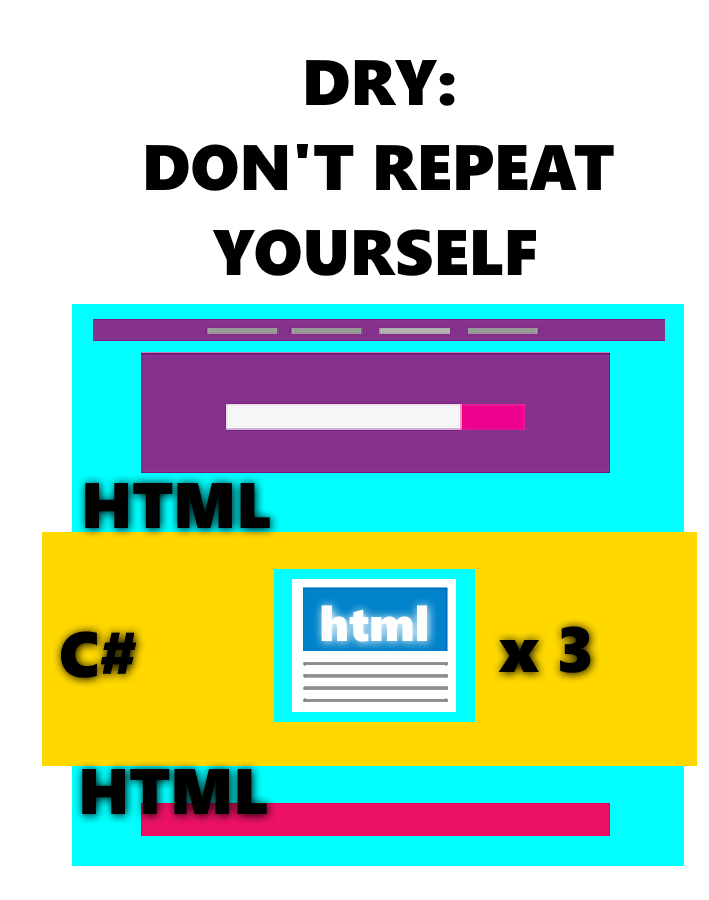 DRY:
DON'T REPEAT
YOURSELF
HTML
C# html x 3
HTML